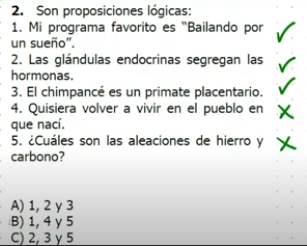 2. Son proposiciones lógicas:
1. Mi programa favorito es "Bailando por
un sueño".
2. Las glándulas endocrinas segregan las
hormonas.
3. El chimpancé es un primate placentario.
4. Quisiera volver a vivir en el pueblo en
que nací.
5. ¿Cuáles son las aleaciones de hierro y
carbono?
A) 1, 2 y 3
B) 1, 4 y 5
C) 2, 3 y 5